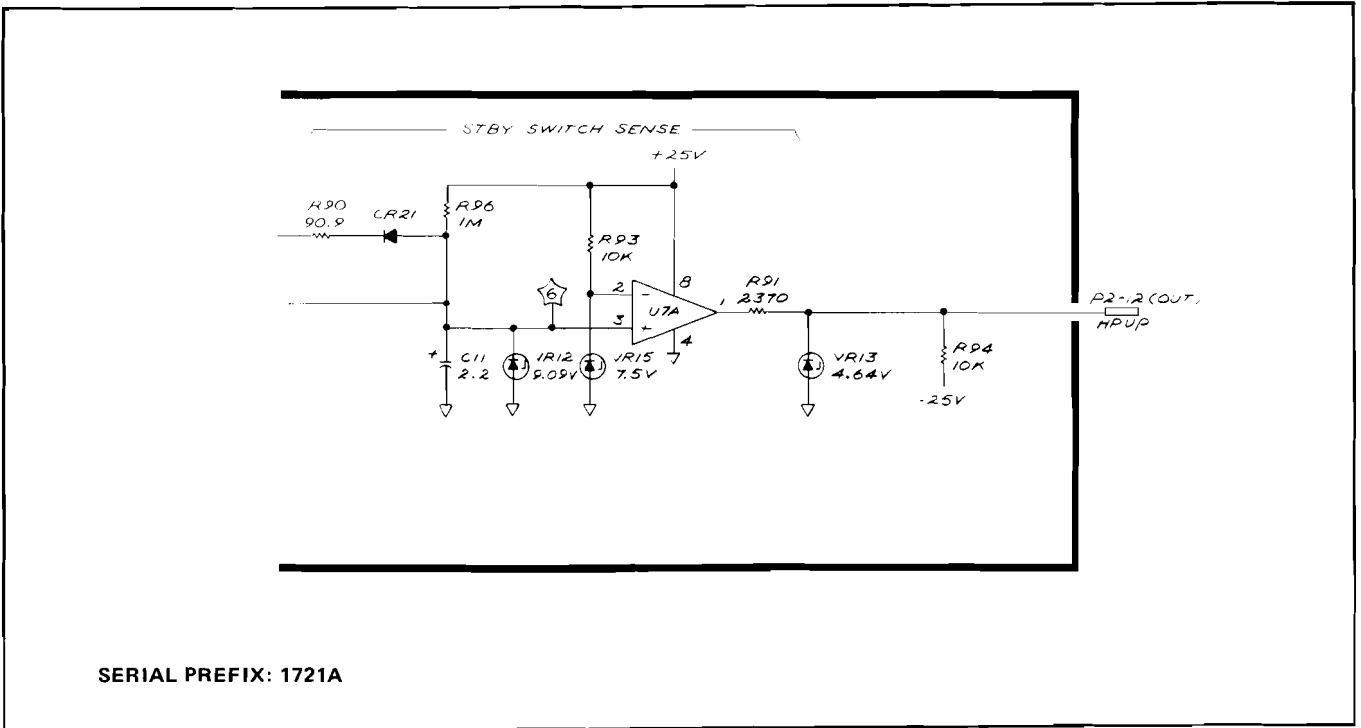 STBY SWITCH SENSE
+25V
R90
90.9
CR21
R96
1M
R93
10K
6
2
3
8
U7A
1
4
R91
2370
P2-12 (OUT)
HPUP
+
C11
2.2
VR12
9.09V
VR15
7.5V
VR13
4.64V
R94
10K
-25V
SERIAL PREFIX: 1721A